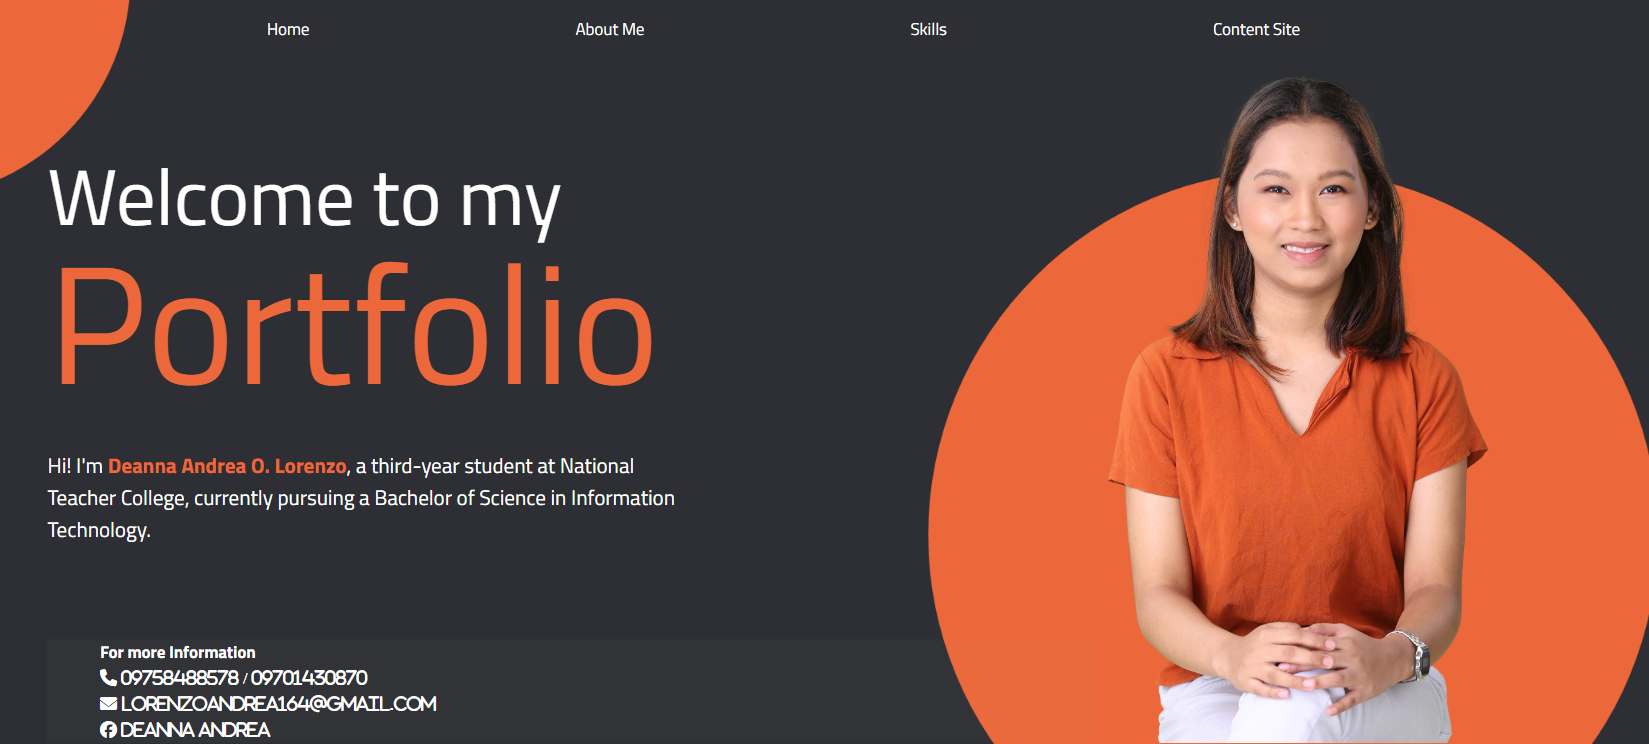 Home About Me Skills Content Site
Welcome to my
Portfolio
Hi! I'm Deanna Andrea O. Lorenzo, a third-year student at National
Teacher College, currently pursuing a Bachelor of Science in Information
Technology.
For more Information
09758488578 / 09701430870
LORENZOANDREA164@GMAIL.COM
DEANNA ANDREA